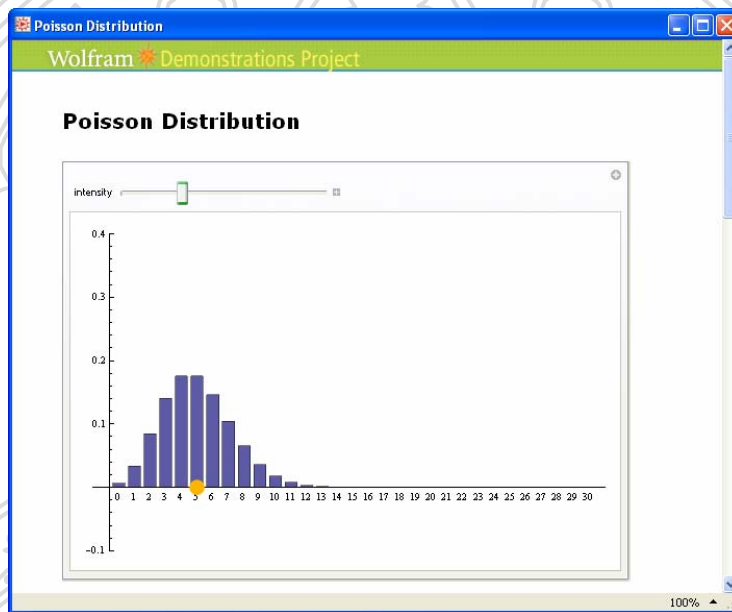 Poisson Distribution
Wolfram Demonstrations Project
Poisson Distribution
intensity
0.4
0.3
0.2
0.1
0 1 2 3 4 5 6 7 8 9 10 11 12 13 14 15 16 17 18 19 20 21 22 23 24 25 26 27 28 29 30
-0.1
100%